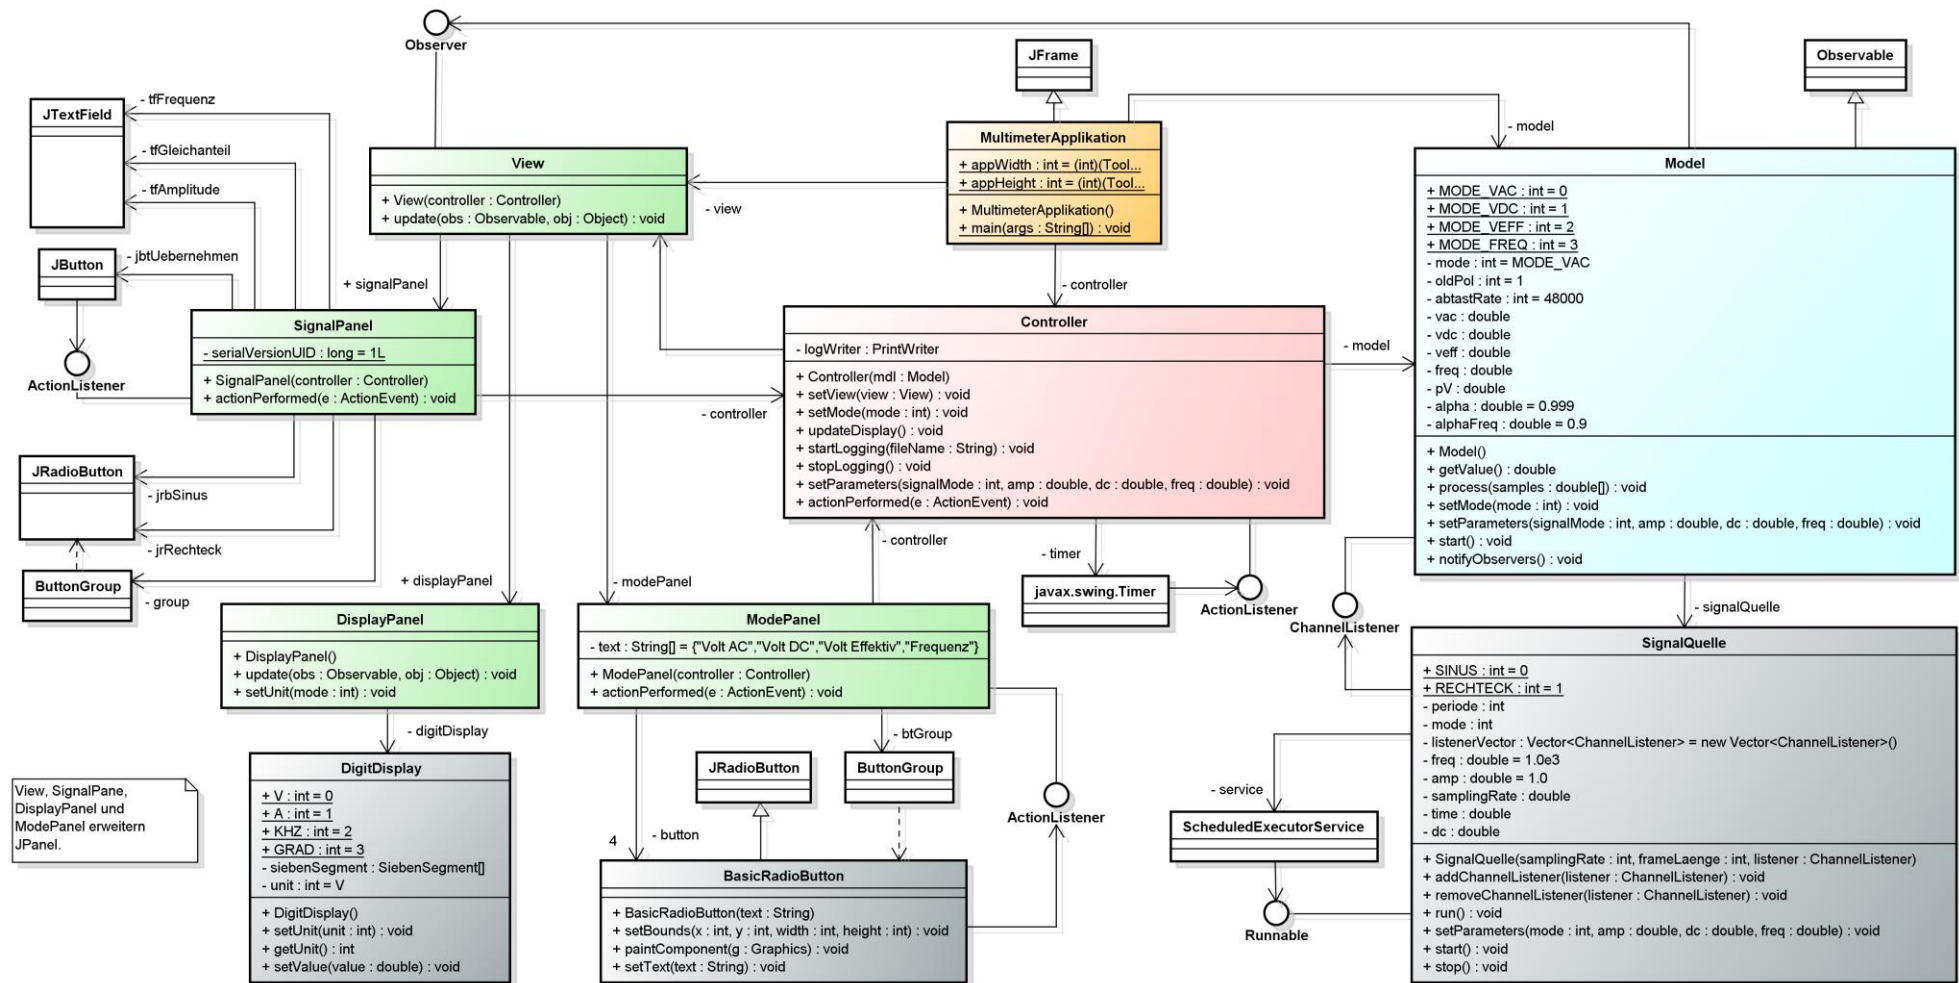 Observer
JFrame
Observable
- tfFrequenz
JTextField
- tfGleichanteil
- tfAmplitude
View
+ View(controller : Controller)
+ update(obs : Observable, obj : Object) : void
- view
MultimeterApplikation
+ appWidth : int = (int)(Tool...
+ appHeight : int = (int)(Tool...
+ MultimeterApplikation()
+ main(args : String[]) : void
- model
Model
+ MODE_VAC : int = 0
+ MODE_VDC : int = 1
+ MODE_VEFF : int = 2
+ MODE_FREQ : int = 3
- mode : int = MODE_VAC
- oldPol : int = 1
- abtastRate : int = 48000
- vac : double
- vdc : double
- veff : double
- freq : double
- pV : double
- alpha : double = 0.999
- alphaFreq : double = 0.9
+ Model()
+ getValue() : double
+ process(samples : double[]) : void
+ setMode(mode : int) : void
+ setParameters(signalMode : int, amp : double, dc : double, freq : double) : void
+ start() : void
+ notifyObservers() : void
JButton
- jbtUebernehmen
+ signalPanel
- controller
ActionListener
SignalPanel
- serialVersionUID : long = 1L
+ SignalPanel(controller : Controller)
+ actionPerformed(e : ActionEvent) : void
- controller
Controller
- logWriter : PrintWriter
+ Controller(mdl : Model)
+ setView(view : View) : void
+ setMode(mode : int) : void
+ updateDisplay() : void
+ startLogging(fileName : String) : void
+ stopLogging() : void
+ setParameters(signalMode : int, amp : double, dc : double, freq : double) : void
+ actionPerformed(e : ActionEvent) : void
- model
JRadioButton
- jrbSinus
- jrRechteck
ButtonGroup
- group
+ displayPanel
- modePanel
- controller
- timer
javax.swing.Timer
ActionListener
ChannelListener
- signalQuelle
DisplayPanel
+ DisplayPanel()
+ update(obs : Observable, obj : Object) : void
+ setUnit(mode : int) : void
ModePanel
- text : String[] = {"Volt AC","Volt DC","Volt Effektiv","Frequenz"}
+ ModePanel(controller : Controller)
+ actionPerformed(e : ActionEvent) : void
SignalQuelle
+ SINUS : int = 0
+ RECHTECK : int = 1
- periode : int
- mode : int
- listenerVector : Vector<ChannelListener> = new Vector<ChannelListener>()
- freq : double = 1.0e3
- amp : double = 1.0
- samplingRate : double
- time : double
- dc : double
+ SignalQuelle(samplingRate : int, frameLaenge : int, listener : ChannelListener)
+ addChannelListener(listener : ChannelListener) : void
+ removeChannelListener(listener : ChannelListener) : void
+ run() : void
+ setParameters(mode : int, amp : double, dc : double, freq : double) : void
+ start() : void
+ stop() : void
- digitDisplay
- btGroup
DigitDisplay
+ V : int = 0
+ A : int = 1
+ KHZ : int = 2
+ GRAD : int = 3
- siebenSegment : SiebenSegment[]
- unit : int = V
+ DigitDisplay()
+ setUnit(unit : int) : void
+ getUnit() : int
+ setValue(value : double) : void
JRadioButton
ButtonGroup
ActionListener
- service
ScheduledExecutorService
Runnable
View, SignalPane,
DisplayPanel und
ModePanel erweitern
JPanel.
4
- button
BasicRadioButton
+ BasicRadioButton(text : String)
+ setBounds(x : int, y : int, width : int, height : int) : void
+ paintComponent(g : Graphics) : void
+ setText(text : String) : void